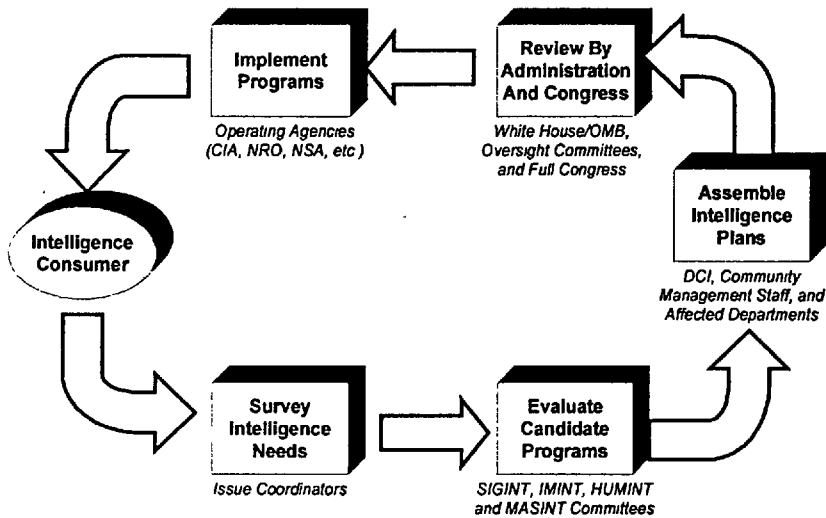 Implement
Programs
Operating Agencies
(CIA, NRO, NSA, etc )
Review By
Administration
And Congress
White House/OMB,
Oversight Committees,
and Full Congress
Assemble
Intelligence
Plans
DCI, Community
Management Staff, and
Affected Departments
Intelligence
Consumer
Survey
Intelligence
Needs
Issue Coordinators
Evaluate
Candidate
Programs
SIGINT, IMINT, HUMINT
and MASINT Committees